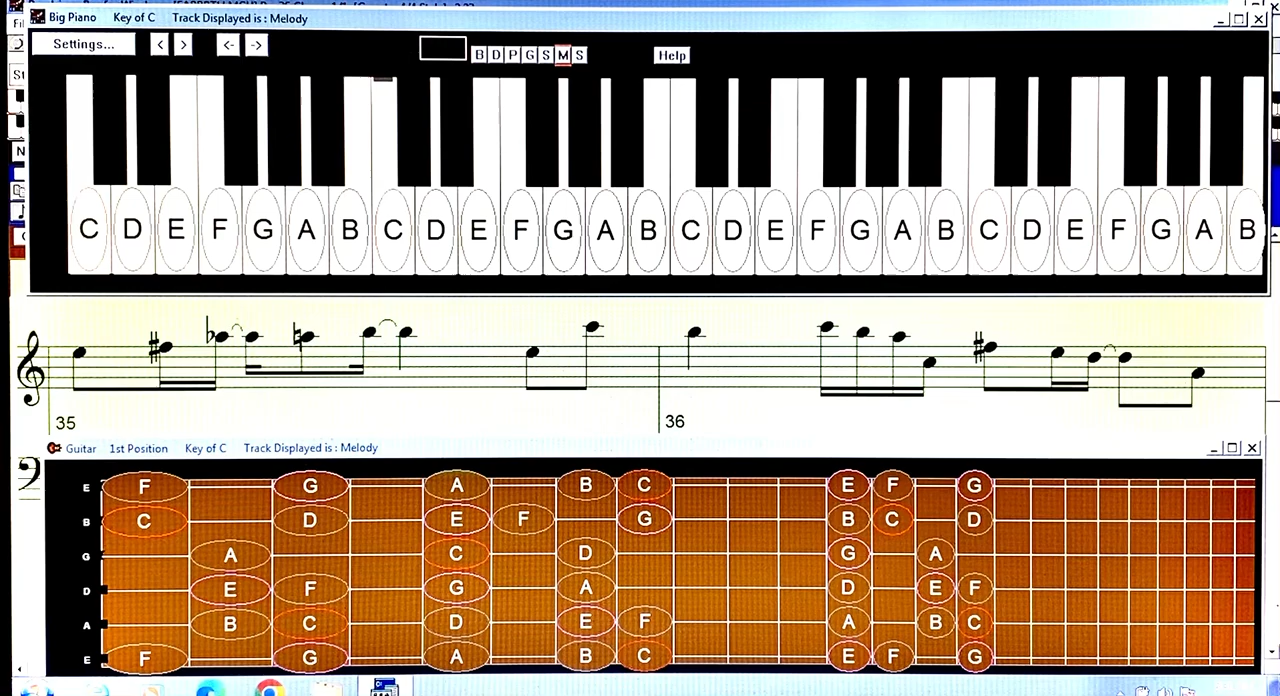 Big Piano Key of C Track Displayed is : Melody
Settings... < > <- -> B D P G S M S Help
C D E F G A B C D E F G A B C D E F G A B C D E F G A B
35 36
Guitar 1st Position Key of C Track Displayed is : Melody
E F G A B C E F G
B C D E F G B C D
G A C D G A
D E F G A D E F
A B C D E F A B C
E F G A B C E F G